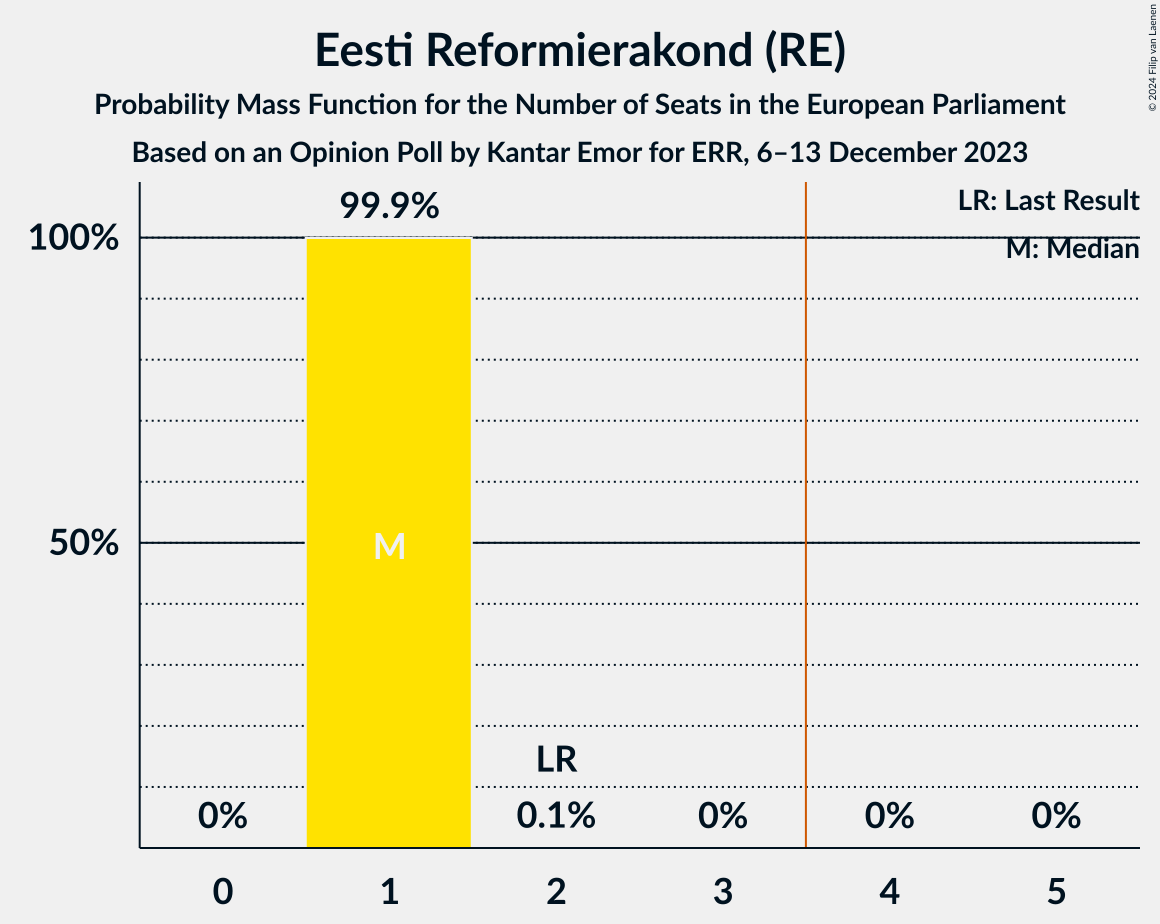 Eesti Reformierakond (RE)
Probability Mass Function for the Number of Seats in the European Parliament
Based on an Opinion Poll by Kantar Emor for ERR, 6–13 December 2023
© 2024 Filip van Laenen
LR: Last Result
M: Median
99.9%
100%
50%
M
LR
0%
0.1%
0%
0%
0%
0 1 2 3 4 5